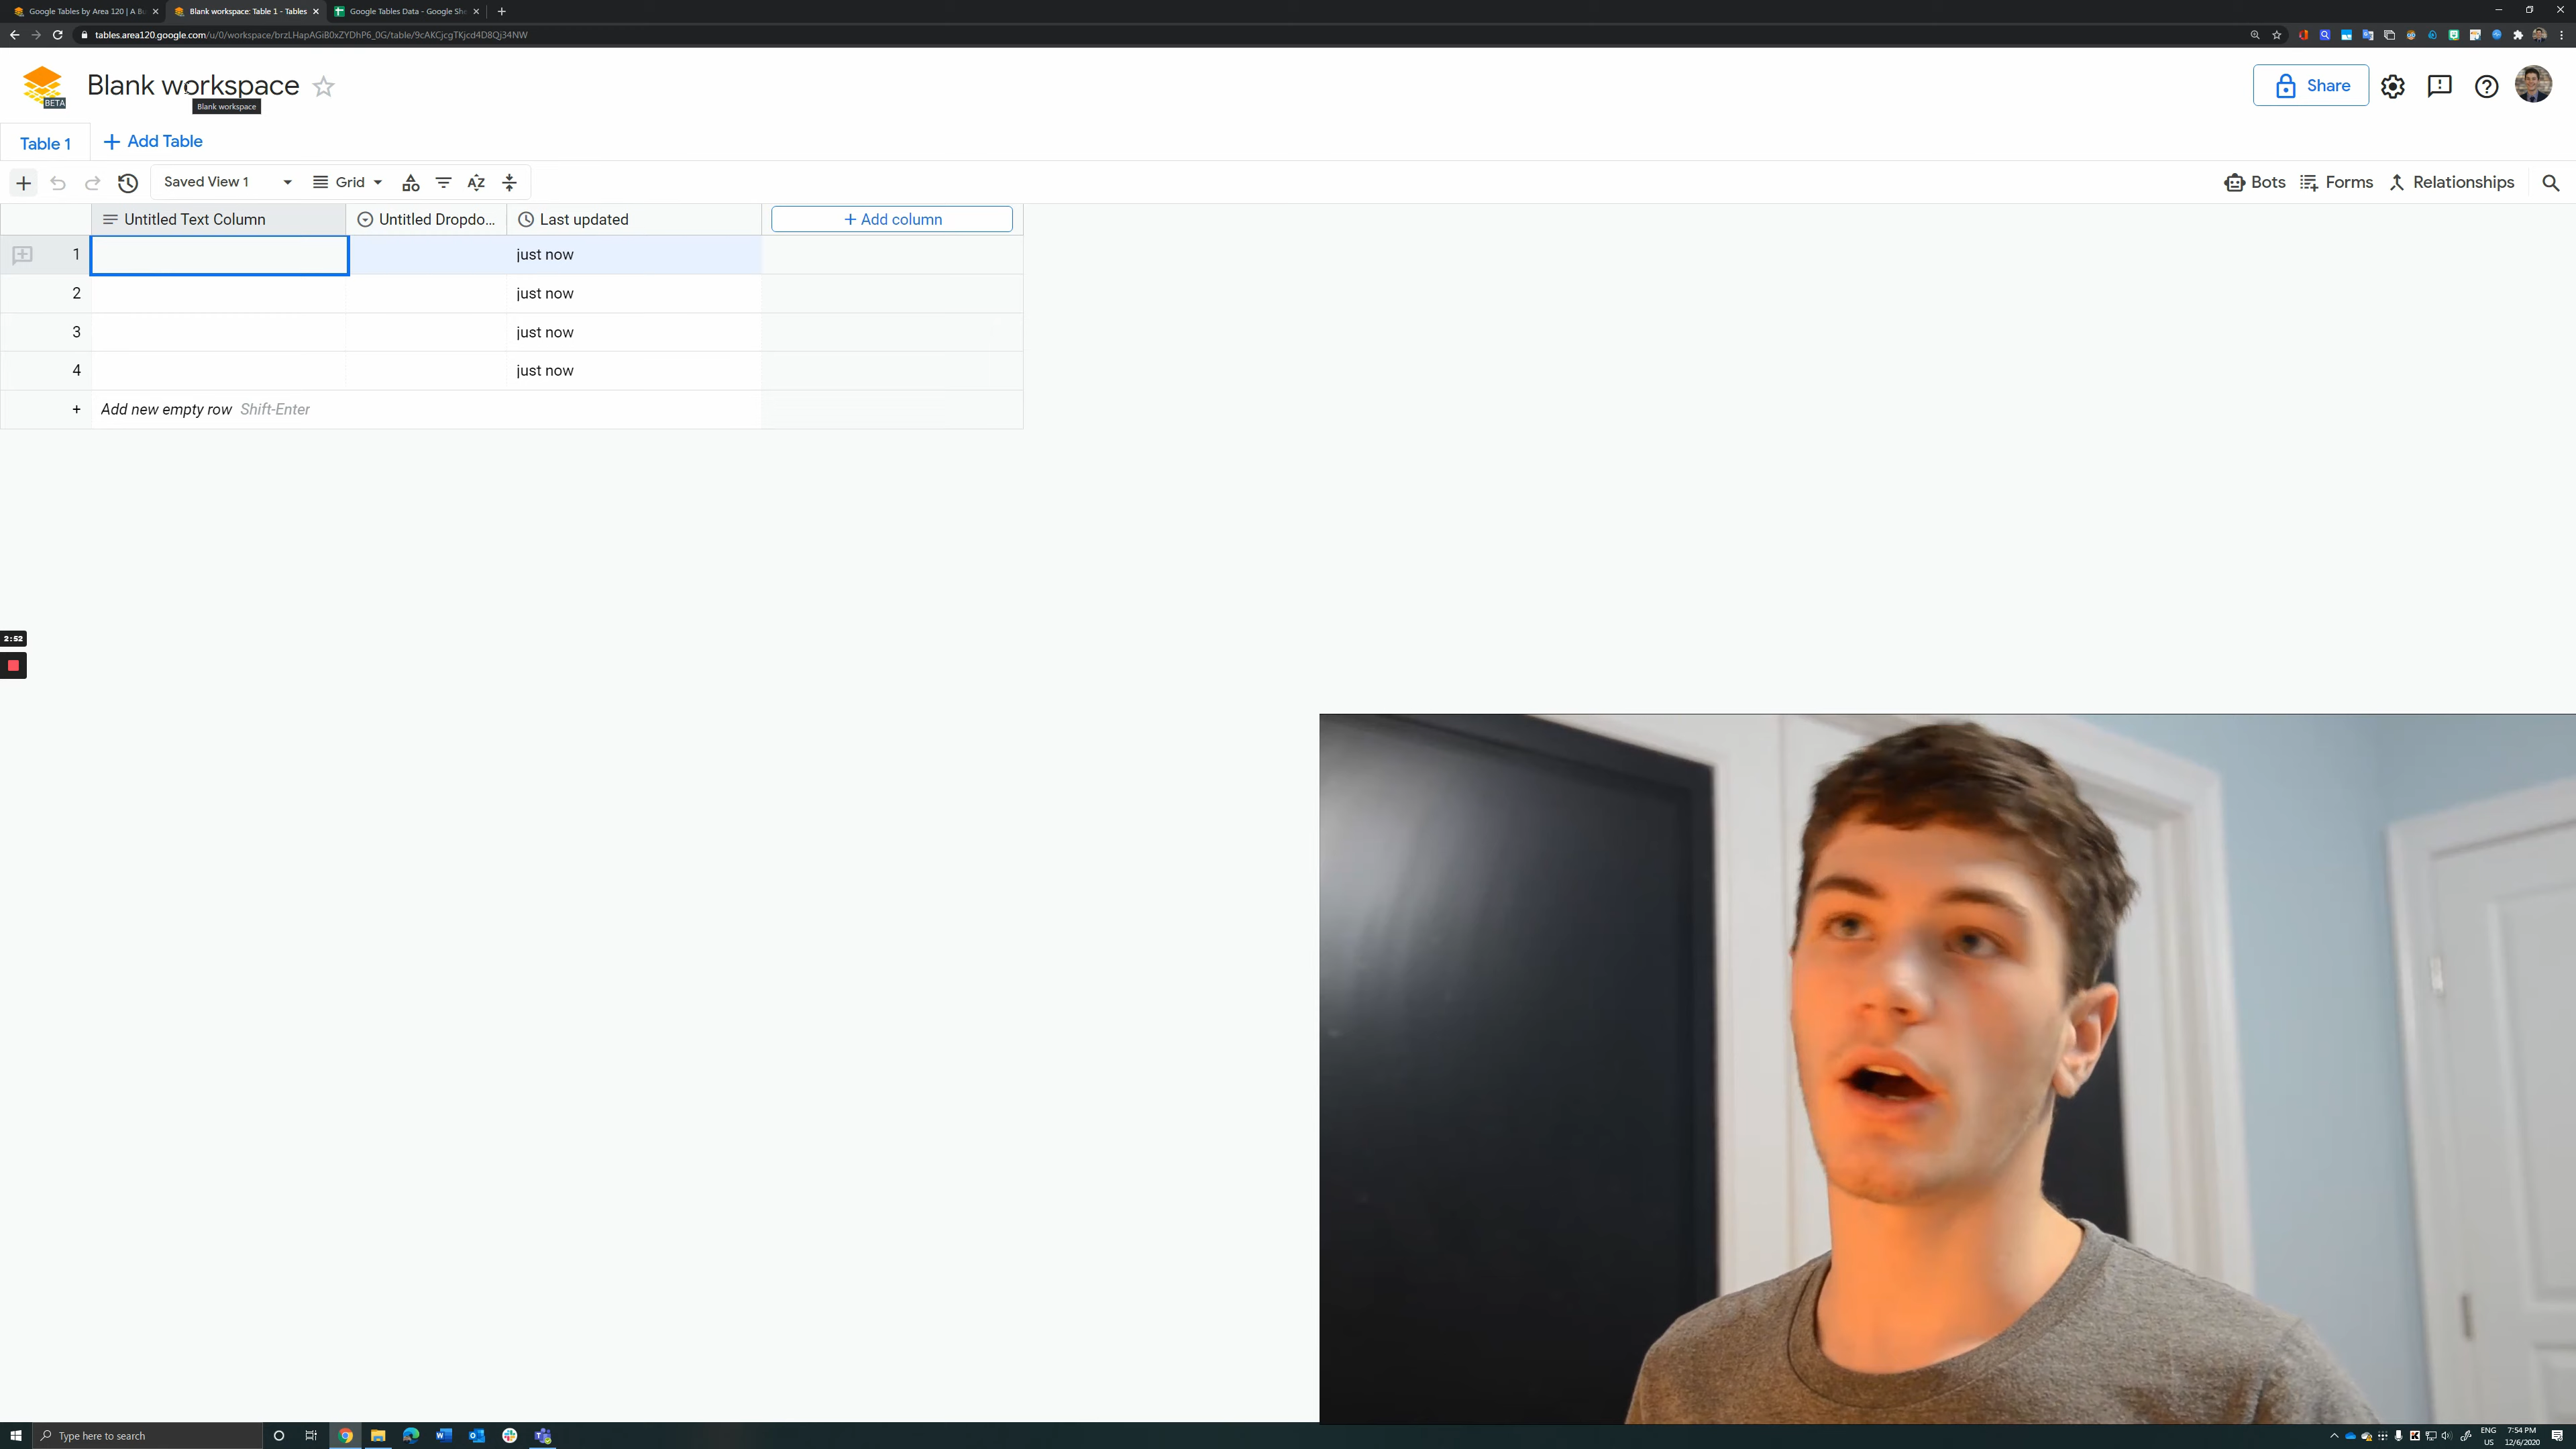 Google Tables by Area 120 | A Bu
Blank workspace: Table 1 - Tables
Google Tables Data - Google She
tables.area120.google.com/u/0/workspace/brzLHapAGiB0xZYDhP6_0G/table/9cAKCjcgTKjcd4D8Qj34NW
BETA
Blank workspace
Blank workspace
Share
Table 1
Add Table
Saved View 1
Grid
Bots
Forms
Relationships
Untitled Text Column
Untitled Dropdo...
Last updated
+ Add column
1 just now
2 just now
3 just now
4 just now
+ Add new empty row Shift-Enter
2:52
Type here to search
ENG
US
7:54 PM
12/6/2020